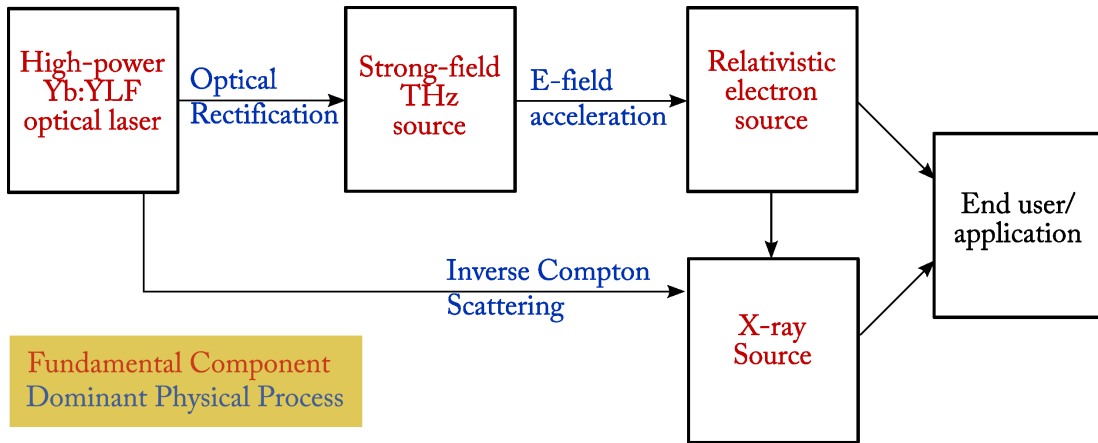 High-power
Yb:YLF
optical laser
Optical
Rectification
Strong-field
THz
source
E-field
acceleration
Relativistic
electron
source
End user/
application
Inverse Compton
Scattering
X-ray
Source
Fundamental Component
Dominant Physical Process